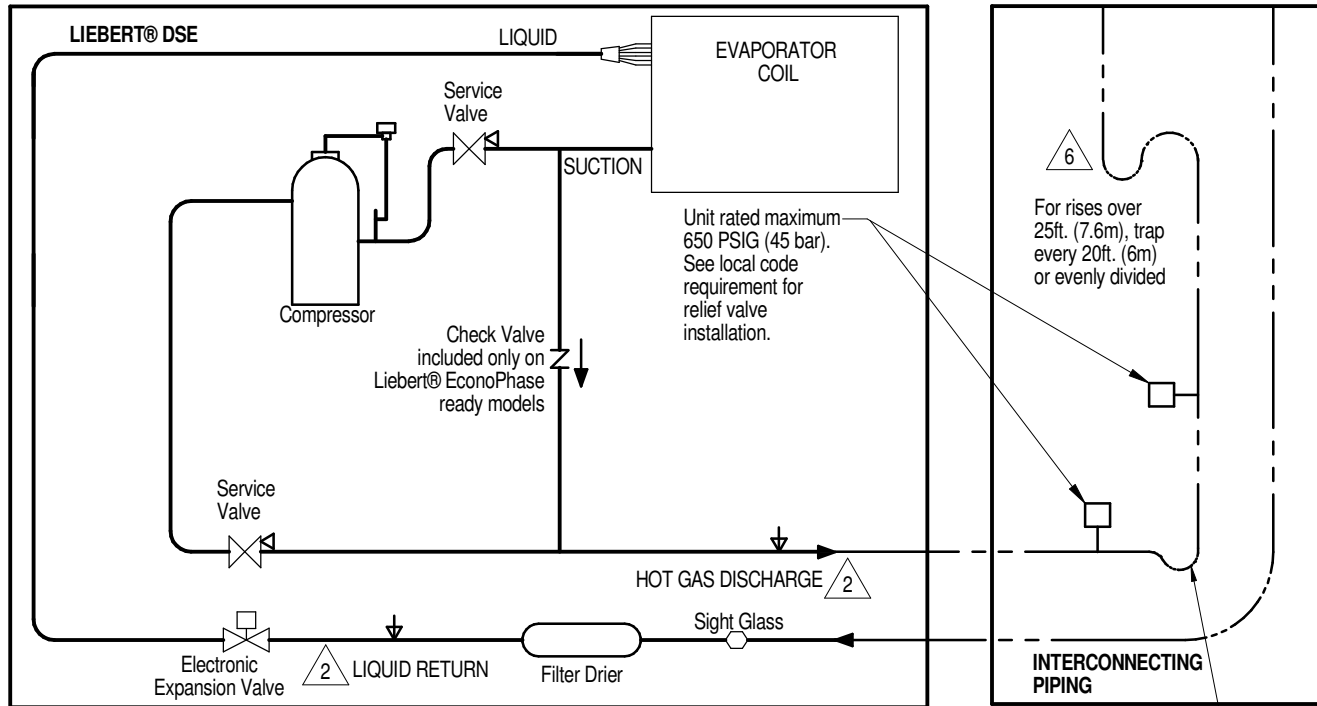 LIEBERT® DSE
LIQUID
EVAPORATOR
COIL
Service
Valve
SUCTION
6
Unit rated maximum
650 PSIG (45 bar).
See local code
requirement for
relief valve
installation.
For rises over
25ft. (7.6m), trap
every 20ft. (6m)
or evenly divided
Compressor
Check Valve
included only on
Liebert® EconoPhase
ready models
Service
Valve
HOT GAS DISCHARGE
2
Sight Glass
Electronic
Expansion Valve
2
LIQUID RETURN
Filter Drier
INTERCONNECTING
PIPING